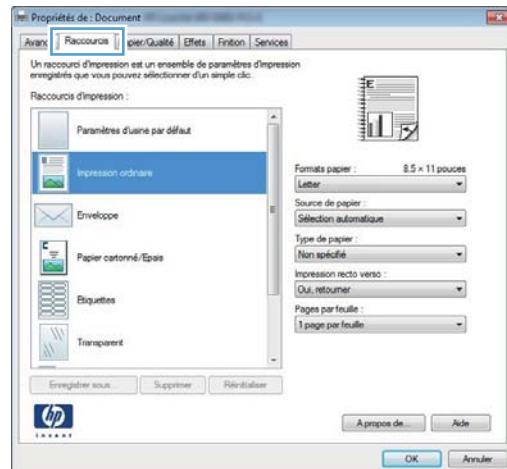 Propriétés de : Document
Raccourcis
Effets
Finition
Services
Un raccourci d'impression est un ensemble de paramètres d'impression
enregistrés que vous pouvez sélectionner d'un simple clic.
Raccourcis d'impression :
Paramètres d'usine par défaut
Impression ordinaire
Enveloppe
Papier cartonné/Epais
Etiquettes
Transparent
Enregistrer sous...
Supprimer
Réinitialiser
Formats papier :
8.5 × 11 pouces
Letter
Source de papier :
Sélection automatique
Type de papier :
Non spécifié
Impression recto verso :
Oui, retourner
Pages par feuille :
1 page par feuille
hp
invent
A propos de...
Aide
OK
Annuler